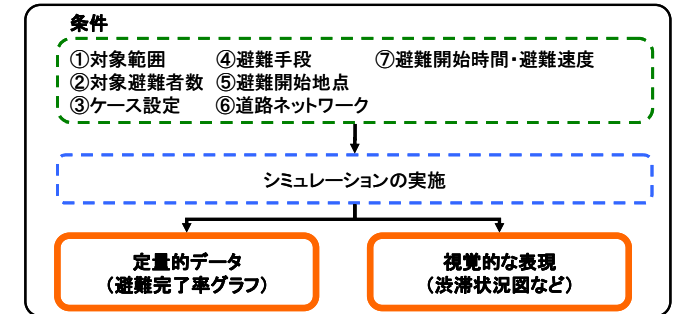 条件
①対象範囲 ④避難手段 ⑦避難開始時間・避難速度
②対象避難者数 ⑤避難開始地点
③ケース設定 ⑥道路ネットワーク
シミュレーションの実施
定量的データ
（避難完了率グラフ）
視覚的な表現
（渋滞状況図など）